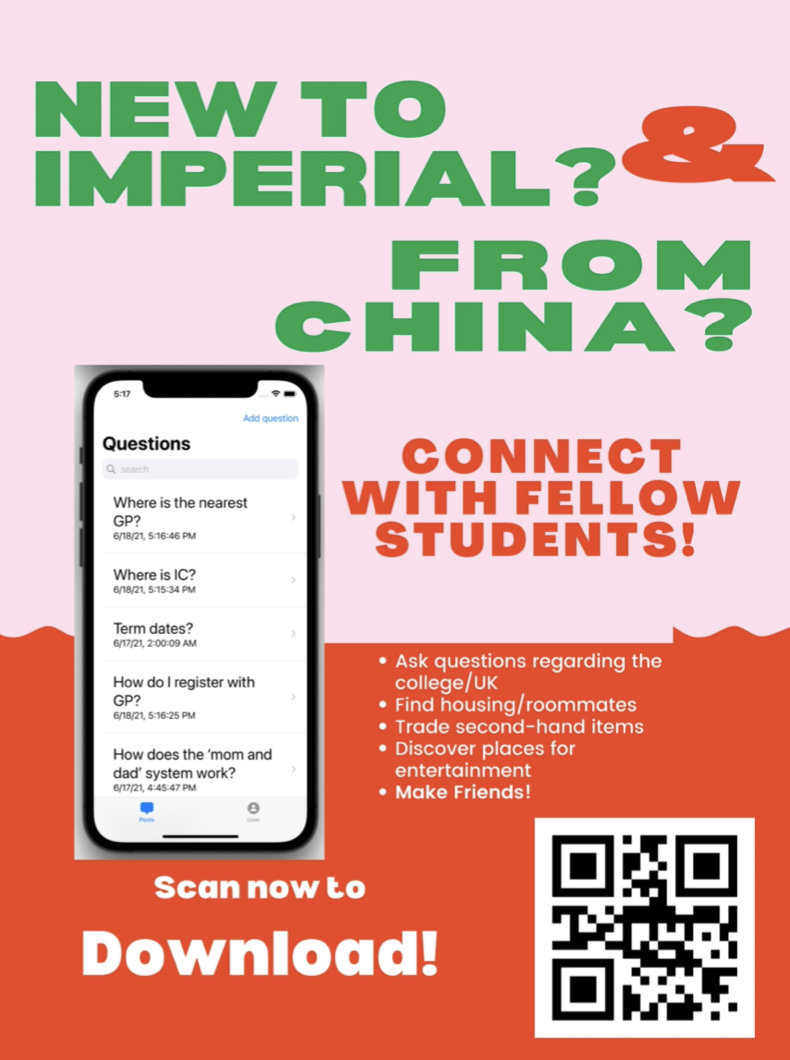 NEW TO
IMPERIAL? &
FROM
CHINA?
5:17
Add question
Questions
search
Where is the nearest
GP?
6/18/21, 5:16:46 PM
Where is IC?
6/18/21, 5:15:34 PM
Term dates?
6/17/21, 2:00:09 AM
How do I register with
GP?
6/18/21, 5:16:25 PM
How does the ‘mom and
dad’ system work?
6/17/21, 4:45:47 PM
Posts
User
CONNECT
WITH FELLOW
STUDENTS!
• Ask questions regarding the
college/UK
• Find housing/roommates
• Trade second-hand items
• Discover places for
entertainment
• Make Friends!
Scan now to
Download!